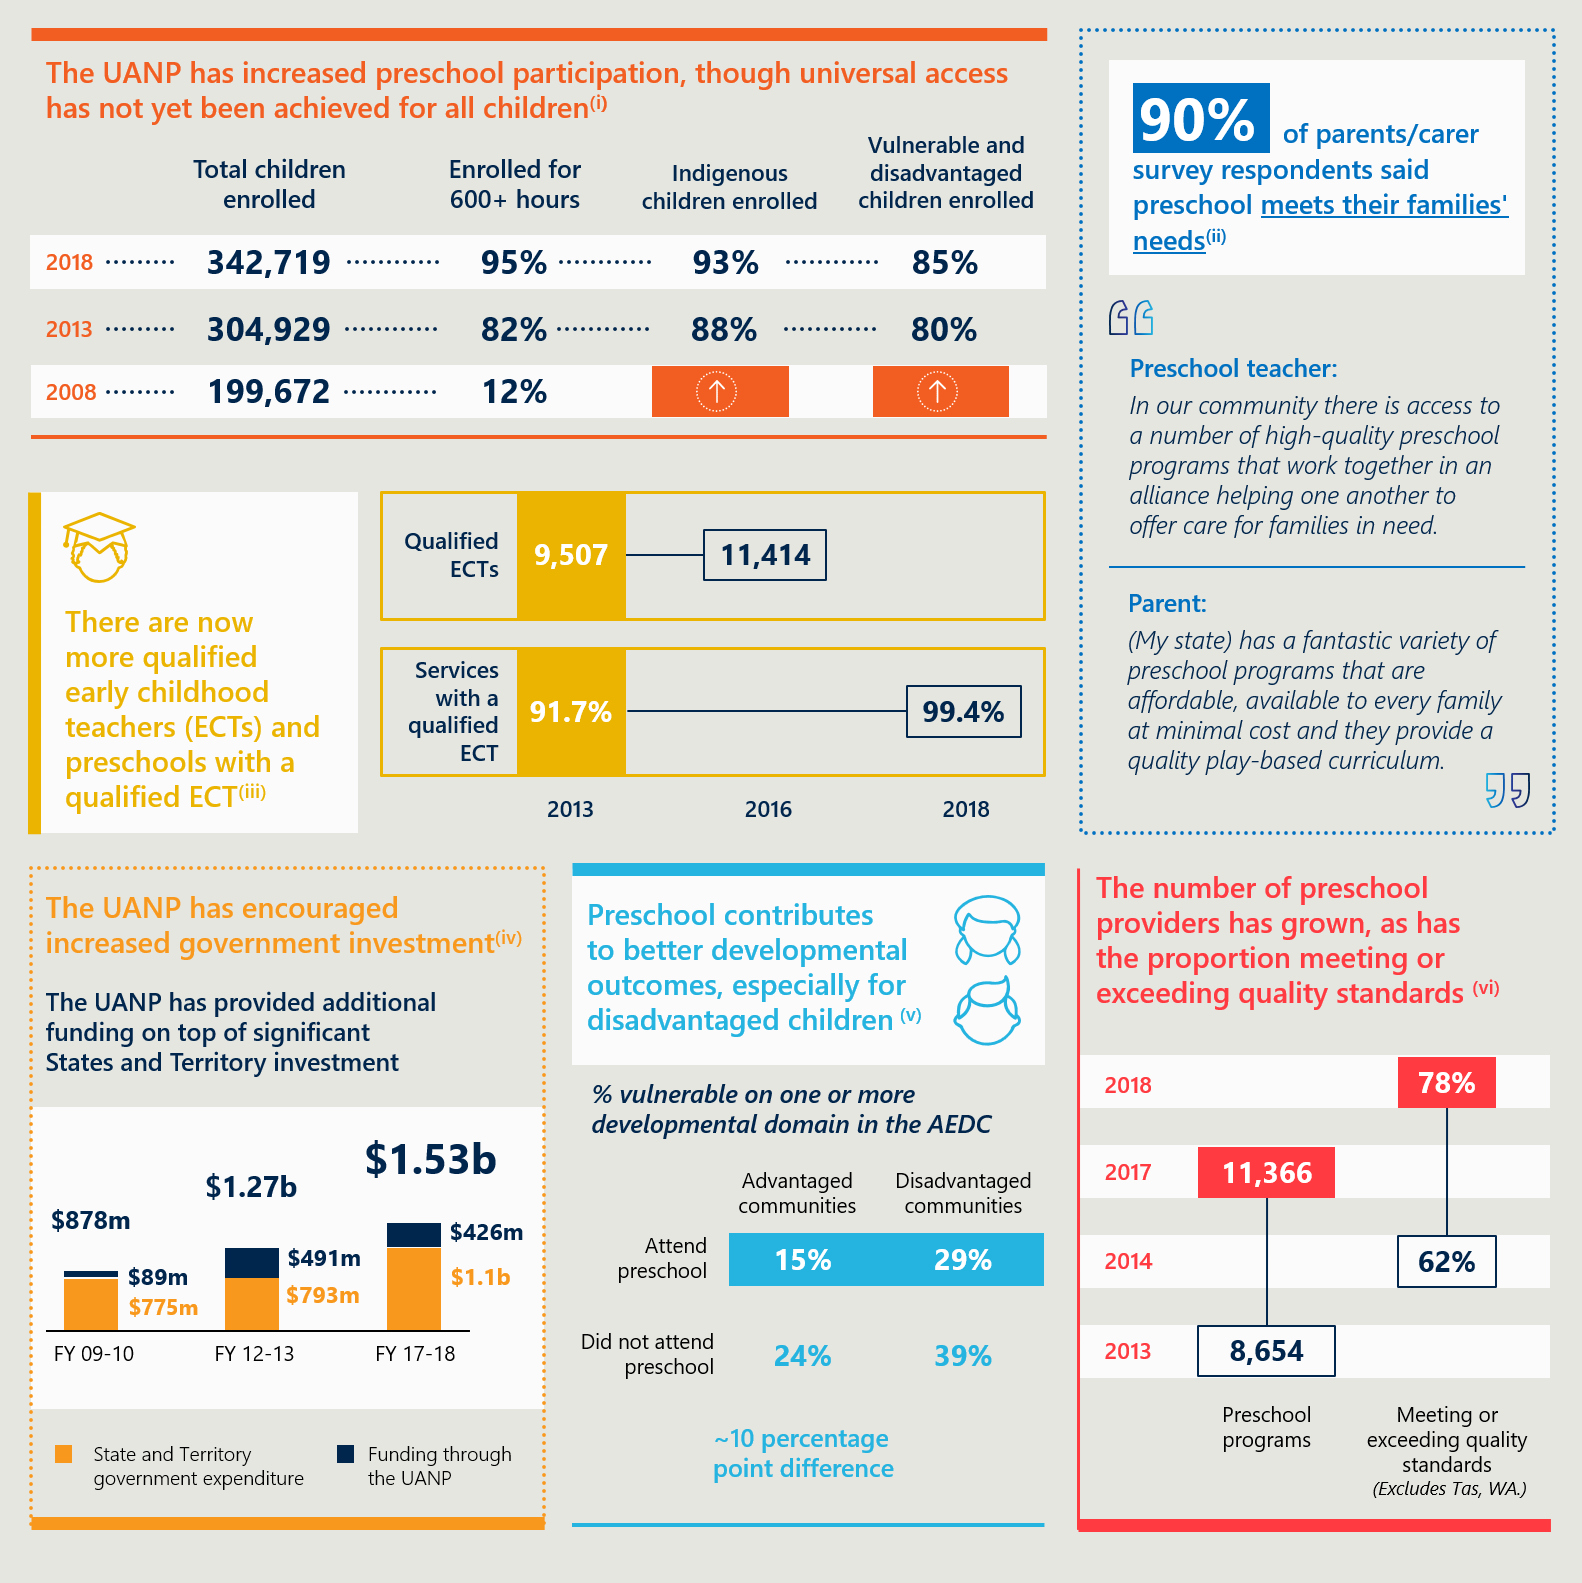 The UANP has increased preschool participation, though universal access
has not yet been achieved for all children(i)
Total children
enrolled
Enrolled for
600+ hours
Indigenous
children enrolled
Vulnerable and
disadvantaged
children enrolled
2018 ········· 342,719 ············ 95% ············ 93% ············ 85%
2013 ········· 304,929 ············ 82% ············ 88% ············ 80%
2008 ········· 199,672 ············ 12%
90% of parents/carer
survey respondents said
preschool meets their families'
needs(ii)
Preschool teacher:
In our community there is access to
a number of high-quality preschool
programs that work together in an
alliance helping one another to
offer care for families in need.
Parent:
(My state) has a fantastic variety of
preschool programs that are
affordable, available to every family
at minimal cost and they provide a
quality play-based curriculum.
There are now
more qualified
early childhood
teachers (ECTs) and
preschools with a
qualified ECT(iii)
Qualified
ECTs
9,507
11,414
Services
with a
qualified
ECT
91.7%
99.4%
2013
2016
2018
The UANP has encouraged
increased government investment(iv)
The UANP has provided additional
funding on top of significant
States and Territory investment
$878m
$1.27b
$1.53b
$89m
$775m
$491m
$793m
$426m
$1.1b
FY 09-10
FY 12-13
FY 17-18
State and Territory
government expenditure
Funding through
the UANP
Preschool contributes
to better developmental
outcomes, especially for
disadvantaged children (v)
% vulnerable on one or more
developmental domain in the AEDC
Advantaged
communities
Disadvantaged
communities
Attend
preschool
15%
29%
Did not attend
preschool
24%
39%
~10 percentage
point difference
The number of preschool
providers has grown, as has
the proportion meeting or
exceeding quality standards (vi)
2018
78%
2017
11,366
2014
62%
2013
8,654
Preschool
programs
Meeting or
exceeding quality
standards
(Excludes Tas, WA.)